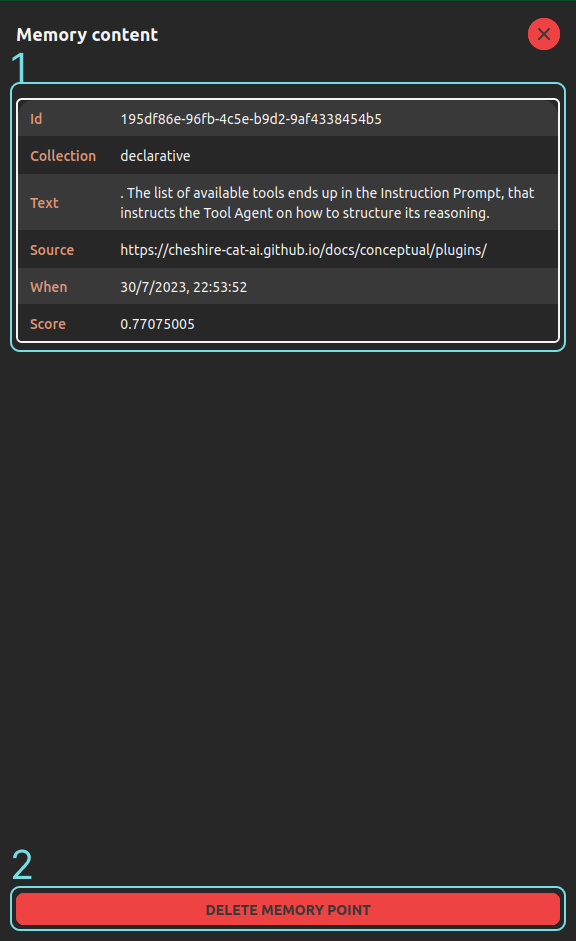 Memory content
1
Id 195df86e-96fb-4c5e-b9d2-9af4338454b5
Collection declarative
Text . The list of available tools ends up in the Instruction Prompt, that
instructs the Tool Agent on how to structure its reasoning.
Source https://cheshire-cat-ai.github.io/docs/conceptual/plugins/
When 30/7/2023, 22:53:52
Score 0.77075005
2
DELETE MEMORY POINT